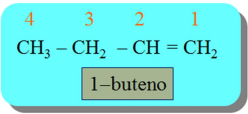 4 3 2 1
CH₃ – CH₂ – CH = CH₂
1–buteno